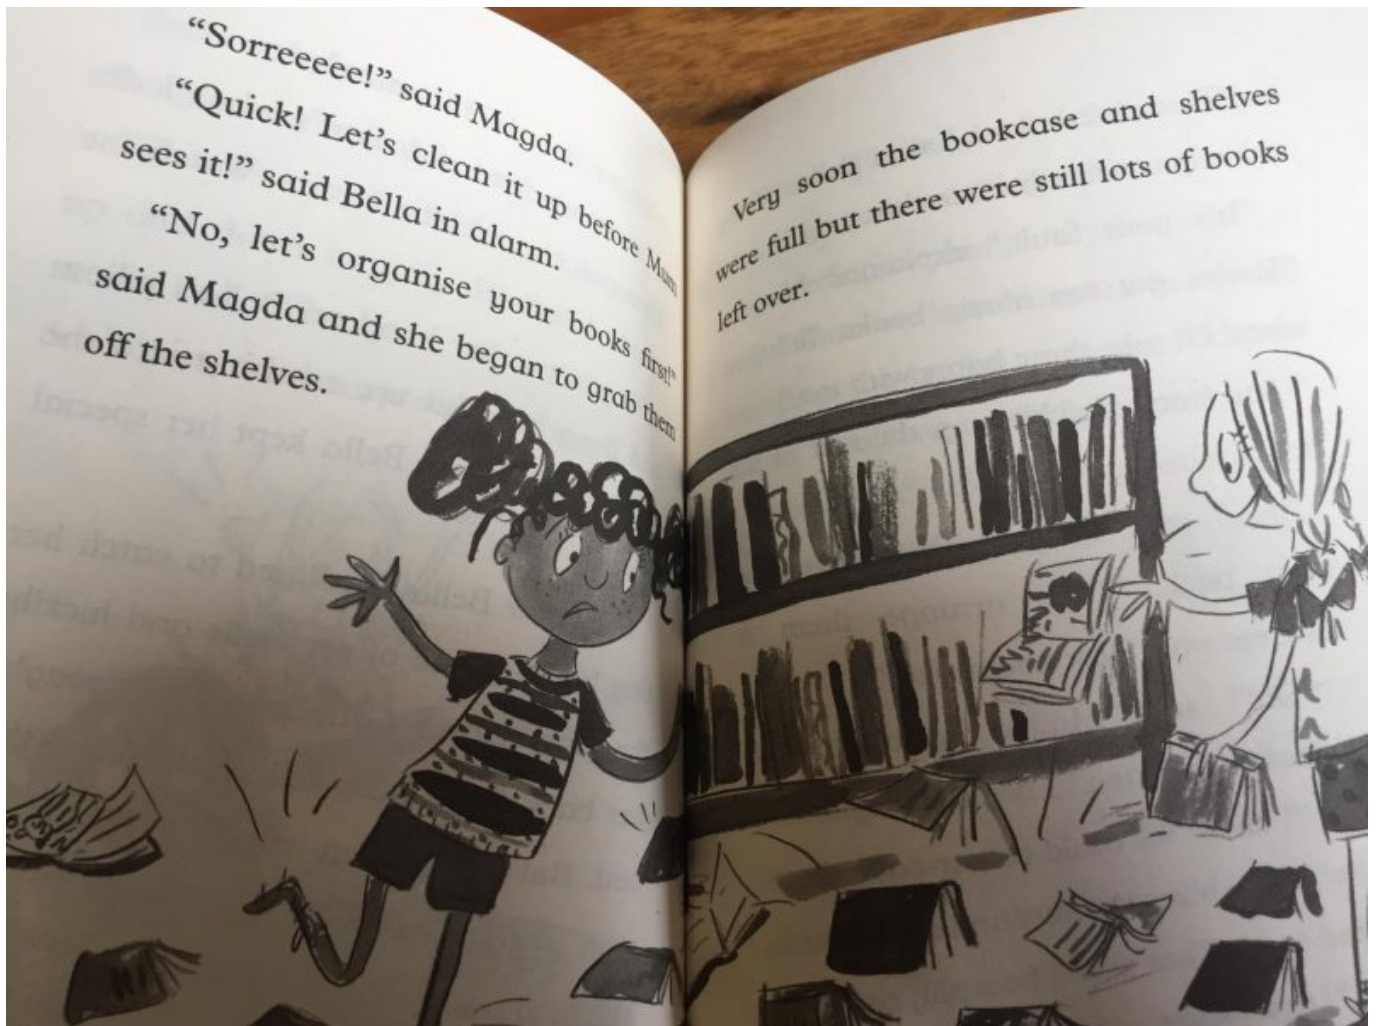 “Sorreeeee!” said Magda.
“Quick! Let’s clean it up before Mum
sees it!” said Bella in alarm.
“No, let’s organise your books first!”
said Magda and she began to grab them
off the shelves.
Very soon the bookcase and shelves
were full but there were still lots of books
left over.